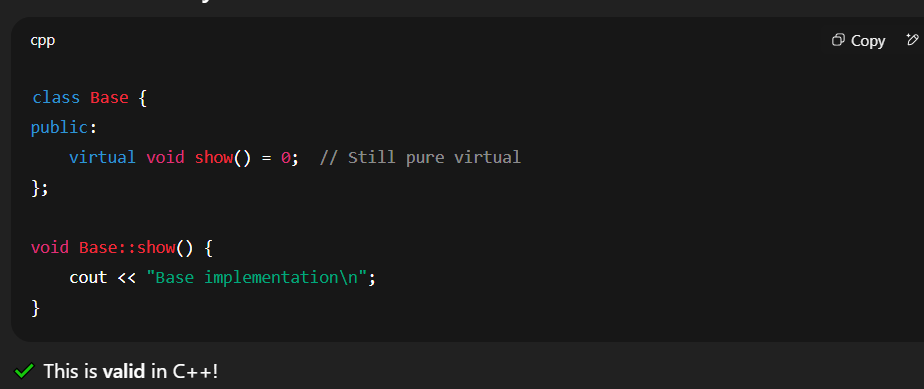 cpp
Copy
class Base {
public:
    virtual void show() = 0;  // Still pure virtual
};
void Base::show() {
    cout << "Base implementation\n";
}
This is valid in C++!